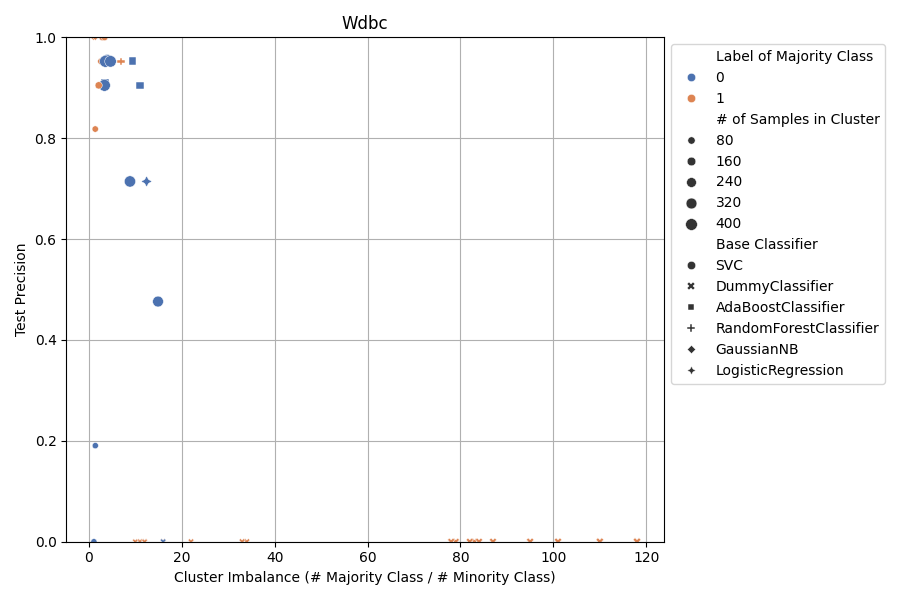 Wdbc
1.0
0.8
0.6
0.4
0.2
0.0
Test Precision
0 20 40 60 80 100 120
Cluster Imbalance (# Majority Class / # Minority Class)
Label of Majority Class
0
1
# of Samples in Cluster
80
160
240
320
400
Base Classifier
SVC
DummyClassifier
AdaBoostClassifier
RandomForestClassifier
GaussianNB
LogisticRegression